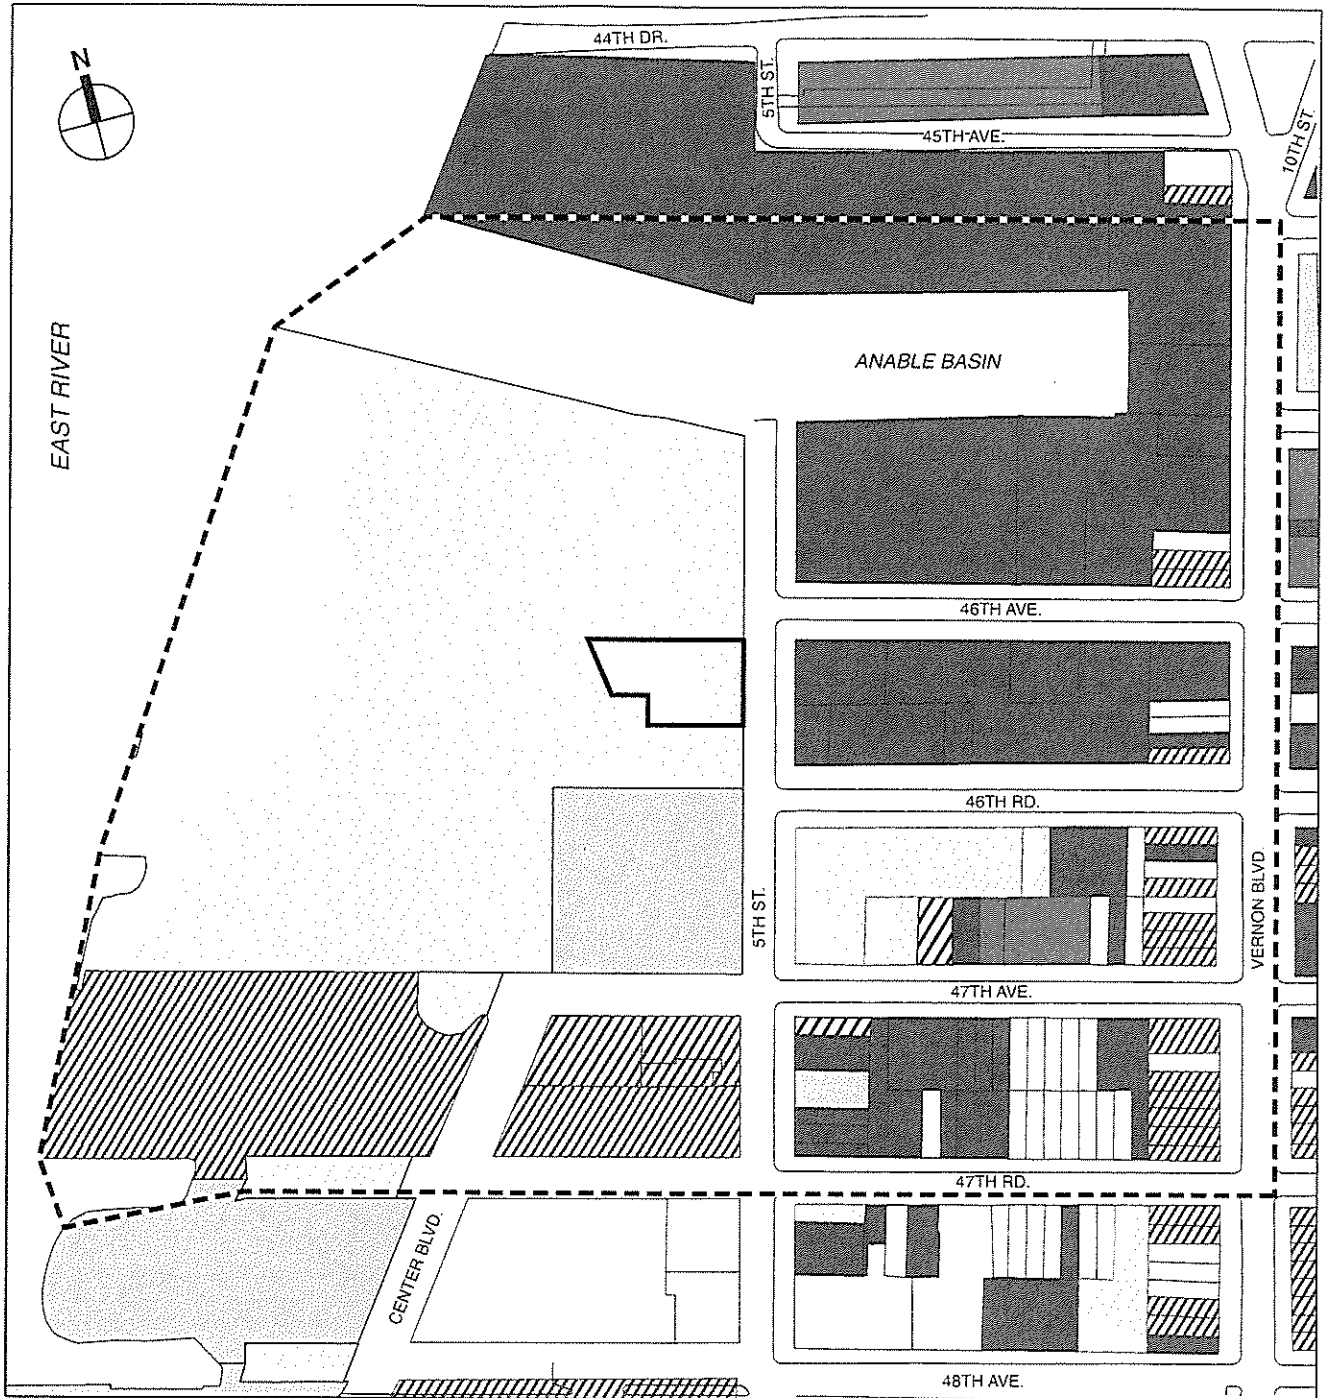 44TH DR.
N
5TH ST.
45TH AVE.
10TH ST.
EAST RIVER
ANABLE BASIN
46TH AVE.
46TH RD.
5TH ST.
VERNON BLVD.
47TH AVE.
47TH RD.
CENTER BLVD.
48TH AVE.